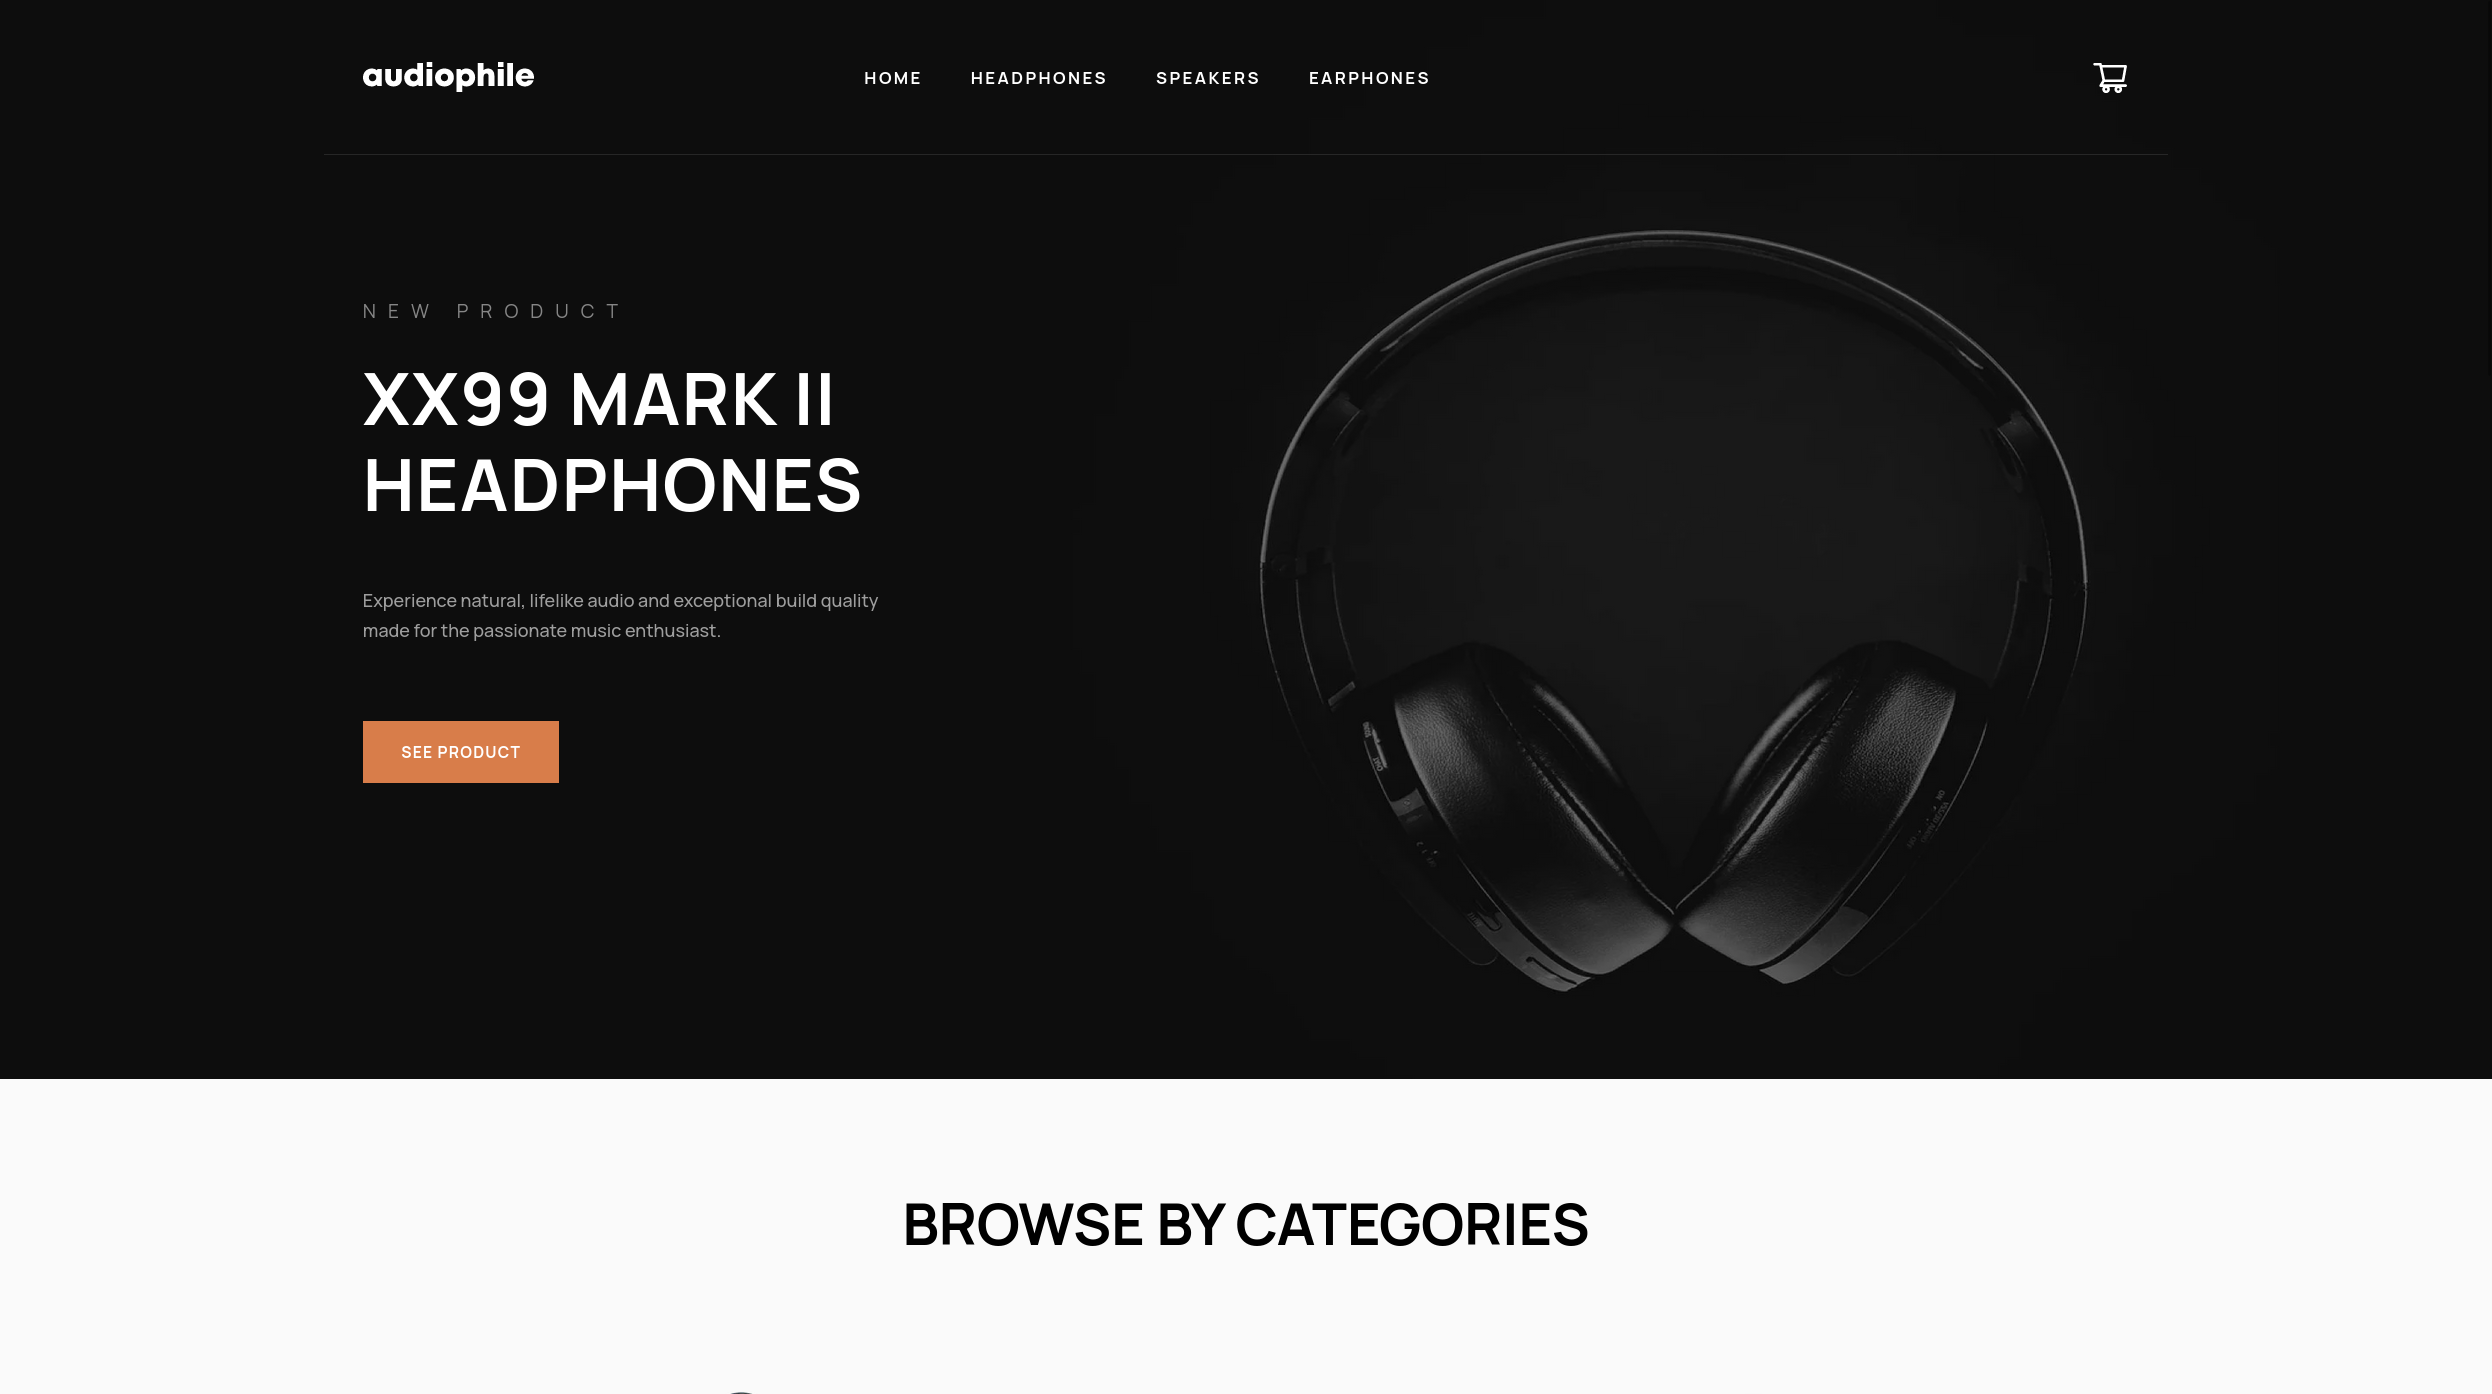 audiophile
HOME HEADPHONES SPEAKERS EARPHONES
NEW PRODUCT
XX99 MARK II
HEADPHONES
Experience natural, lifelike audio and exceptional build quality
made for the passionate music enthusiast.
SEE PRODUCT
BROWSE BY CATEGORIES